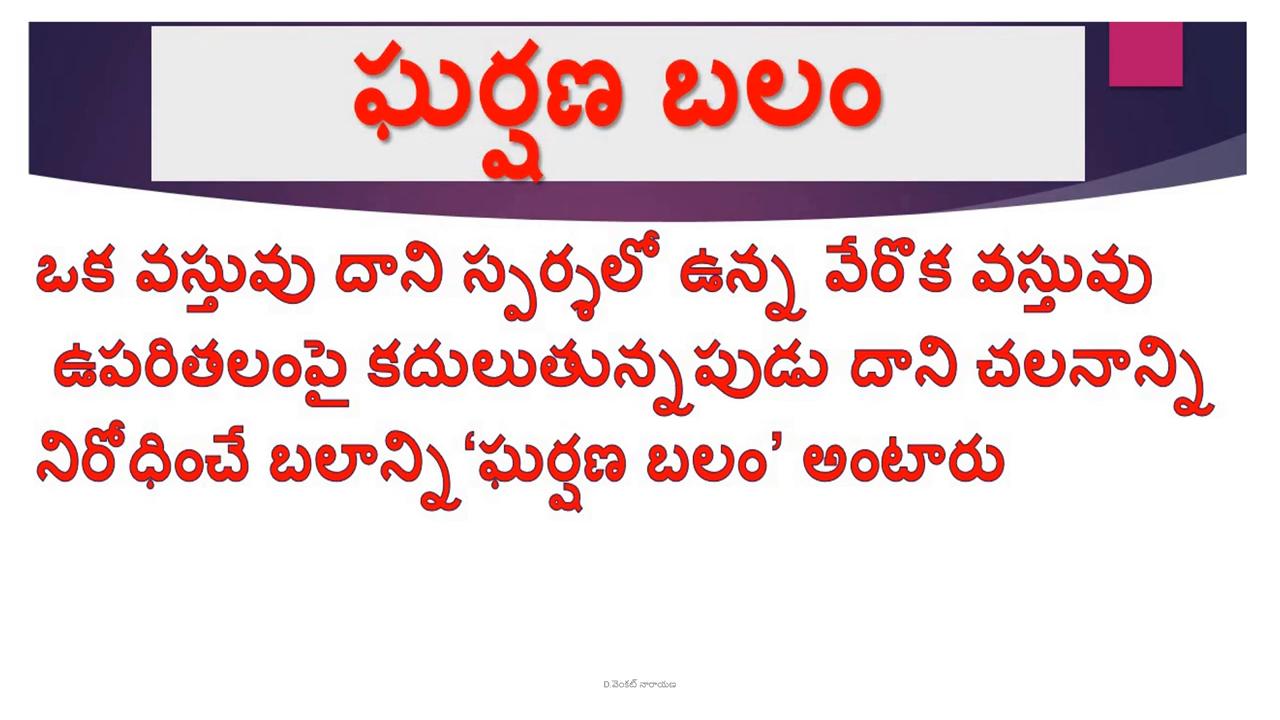 ఘర్షణ బలం
ఒక వస్తువు దాని స్పర్శలో ఉన్న వేరొక వస్తువు
ఉపరితలంపై కదులుతున్నపుడు దాని చలనాన్ని
నిరోధించే బలాన్ని ‘ఘర్షణ బలం’ అంటారు
D.వెంకట్ నారాయణ